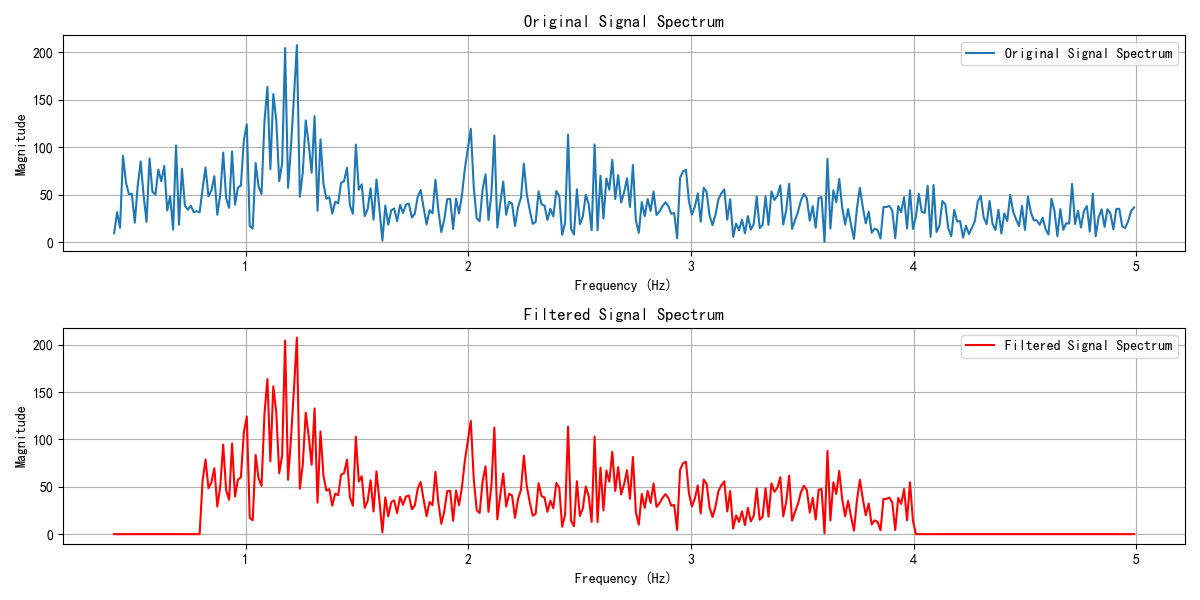 Original Signal Spectrum
Original Signal Spectrum
Magnitude
200
150
100
50
0
1
2
3
4
5
Frequency (Hz)
Filtered Signal Spectrum
Filtered Signal Spectrum
Magnitude
200
150
100
50
0
1
2
3
4
5
Frequency (Hz)